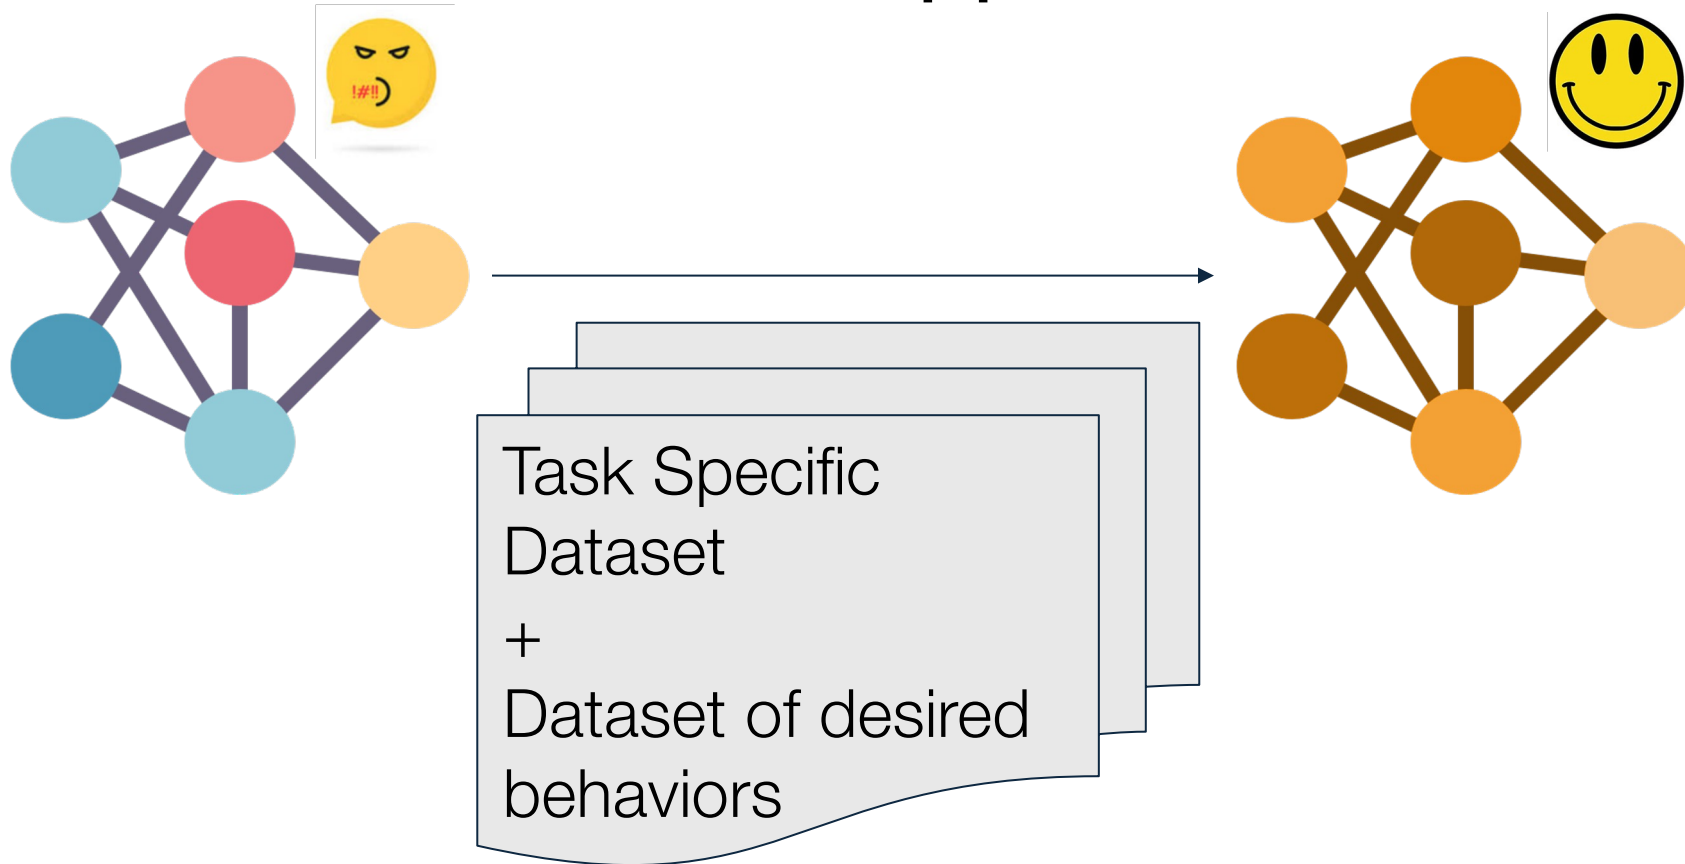 !#!!
Task Specific
Dataset
+
Dataset of desired
behaviors